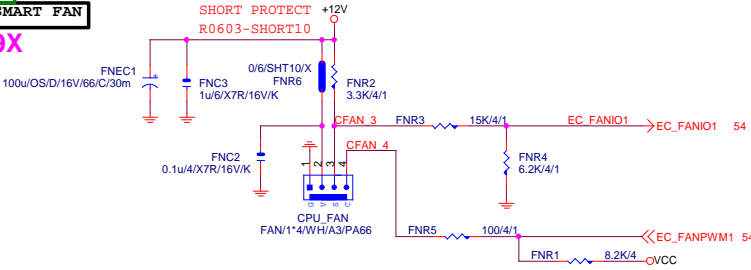 SMART FAN
9X
SHORT PROTECT
R0603-SHORT10
+12V
FNEC1
100u/OS/D/16V/66/C/30m
FNC3
1u/6/X7R/16V/K
0/6/SHT10/X
FNR6
FNR2
3.3K/4/1
CFAN_3
FNR3
15K/4/1
EC_FANIO1
EC_FANIO1 54
FNC2
0.1u/4/X7R/16V/K
CFAN_4
FNR4
6.2K/4/1
1 2 3 4
G V S C
CPU_FAN
FAN/1*4/WH/A3/PA66
FNR5
100/4/1
EC_FANPWM1 54
FNR1
8.2K/4
VCC